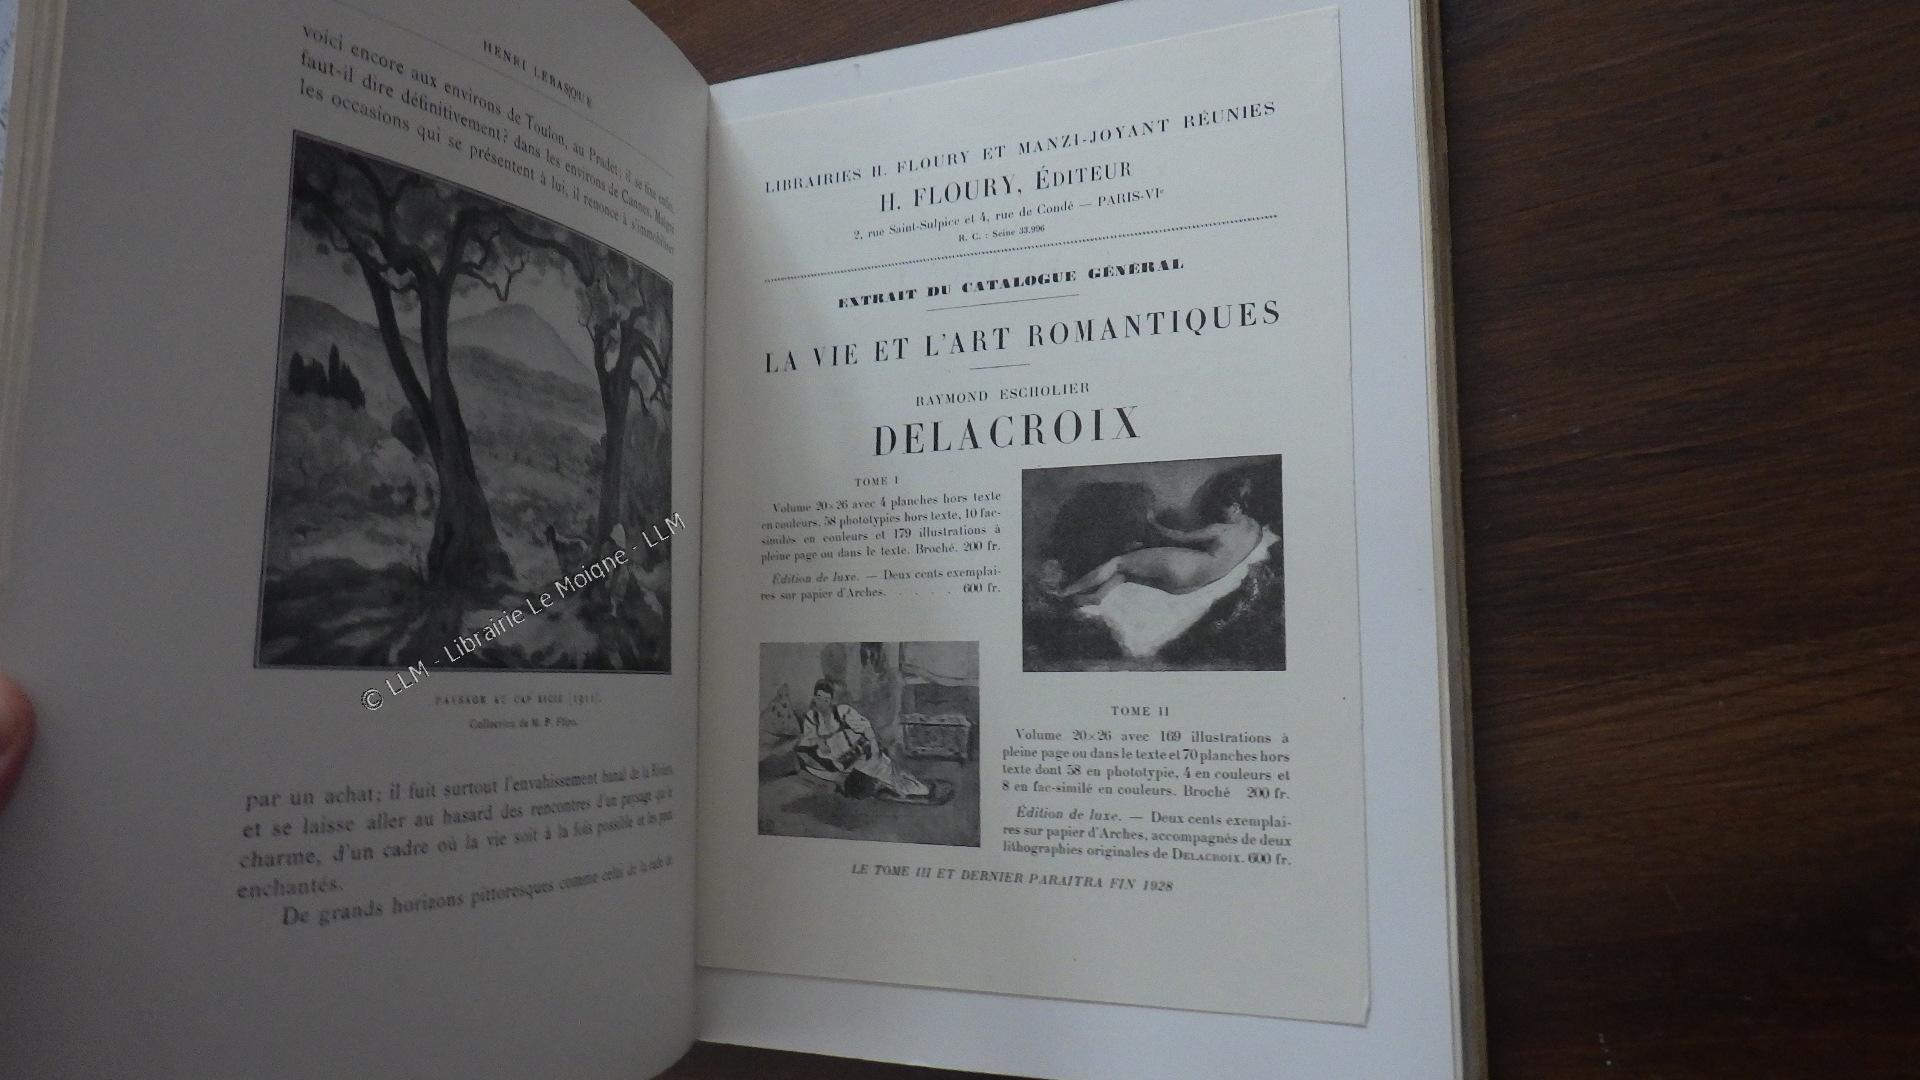 HENRI LEBASQUE
voici encore aux environs de Toulon, au Pradet; il se fixe enfin,
faut-il dire définitivement? dans les environs de Cannes. Malgré
les occasions qui se présentent à lui, il renonce à s'immobiliser
PAYSAGE AU CAP (1911).
Collection de M. P.
par un achat; il fuit surtout l'envahissement banal de la Riviera
et se laisse aller au hasard des rencontres d'un paysage qu'il
charme, d'un cadre où la vie soit à la fois possible et les
enchantés.
De grands horizons pittoresques comme celui de la rade de
© LLM - Librairie Le Moigne - LLM
LIBRAIRIES H. FLOURY ET MANZI-JOYANT RÉUNIES
H. FLOURY, ÉDITEUR
2, rue Saint-Sulpice et 4, rue de Condé — PARIS-VIe
R. C. : Seine 33.996
EXTRAIT DU CATALOGUE GÉNÉRAL
LA VIE ET L'ART ROMANTIQUES
RAYMOND ESCHOLIER
DELACROIX
TOME I
Volume 20×26 avec 4 planches hors texte
en couleurs, 58 phototypies hors texte, 10 fac-
similés en couleurs et 179 illustrations à
pleine page ou dans le texte. Broché. 200 fr.
Édition de luxe. — Deux cents exemplai-
res sur papier d'Arches. . . . . 600 fr.
TOME II
Volume 20×26 avec 169 illustrations à
pleine page ou dans le texte et 70 planches hors
texte dont 58 en phototypie, 4 en couleurs et
8 en fac-similé en couleurs. Broché 200 fr.
Édition de luxe. — Deux cents exemplai-
res sur papier d'Arches, accompagnés de deux
lithographies originales de DELACROIX. 600 fr.
LE TOME III ET DERNIER PARAITRA FIN 1928